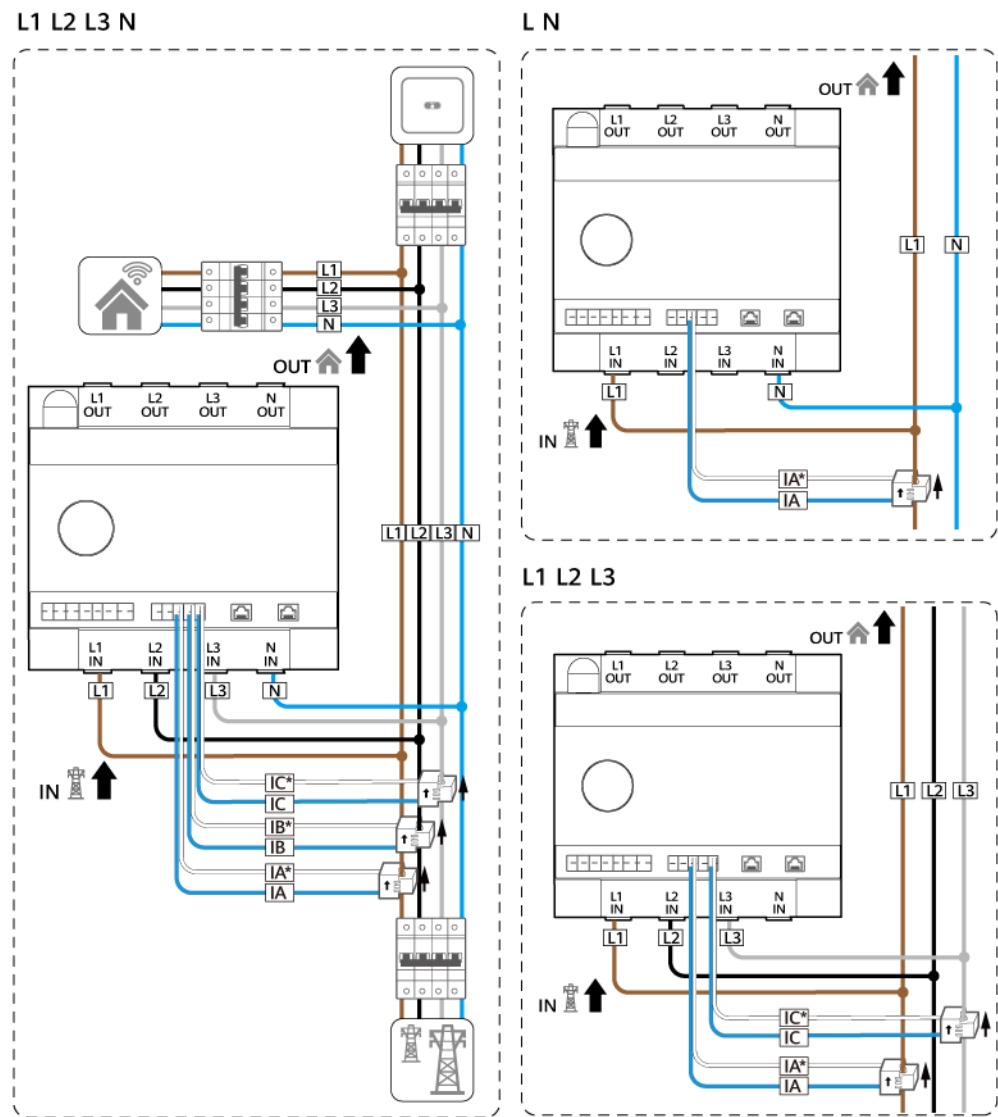 L1 L2 L3 N
L1
L2
L3
N
OUT
L1 OUT
L2 OUT
L3 OUT
N OUT
L1 L2 L3 N
L1 IN
L2 IN
L3 IN
N IN
L1
L2
L3
N
IN
IC*
IC
IB*
IB
IA*
IA
L N
OUT
L1 OUT
L2 OUT
L3 OUT
N OUT
L1
N
L1 IN
L2 IN
L3 IN
N IN
L1
N
IN
IA*
IA
L1 L2 L3
OUT
L1 OUT
L2 OUT
L3 OUT
N OUT
L1
L2
L3
L1 IN
L2 IN
L3 IN
N IN
L1
L2
L3
IN
IC*
IC
IA*
IA